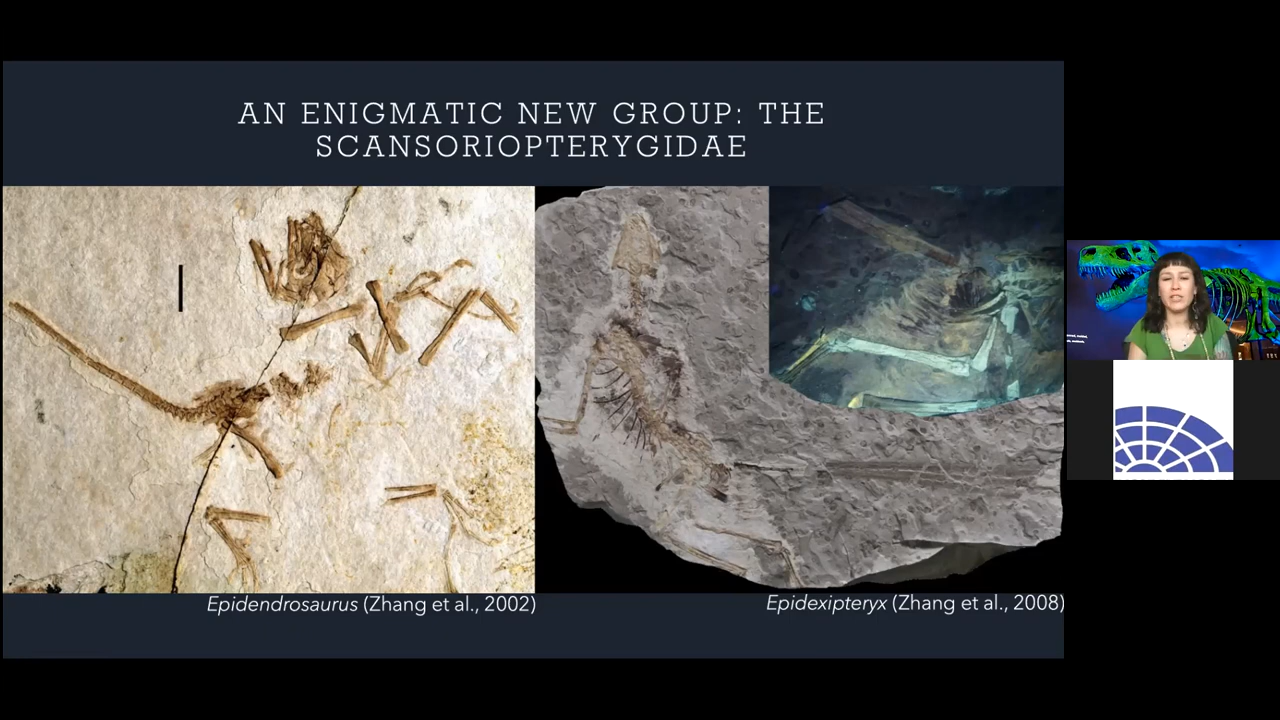 AN ENIGMATIC NEW GROUP: THE
SCANSORIOPTERYGIDAE
Epidendrosaurus (Zhang et al., 2002)
Epidexipteryx (Zhang et al., 2008)